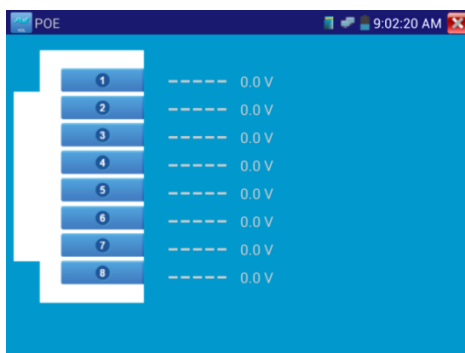 POE 9:02:20 AM
1 ----- 0.0 V
2 ----- 0.0 V
3 ----- 0.0 V
4 ----- 0.0 V
5 ----- 0.0 V
6 ----- 0.0 V
7 ----- 0.0 V
8 ----- 0.0 V